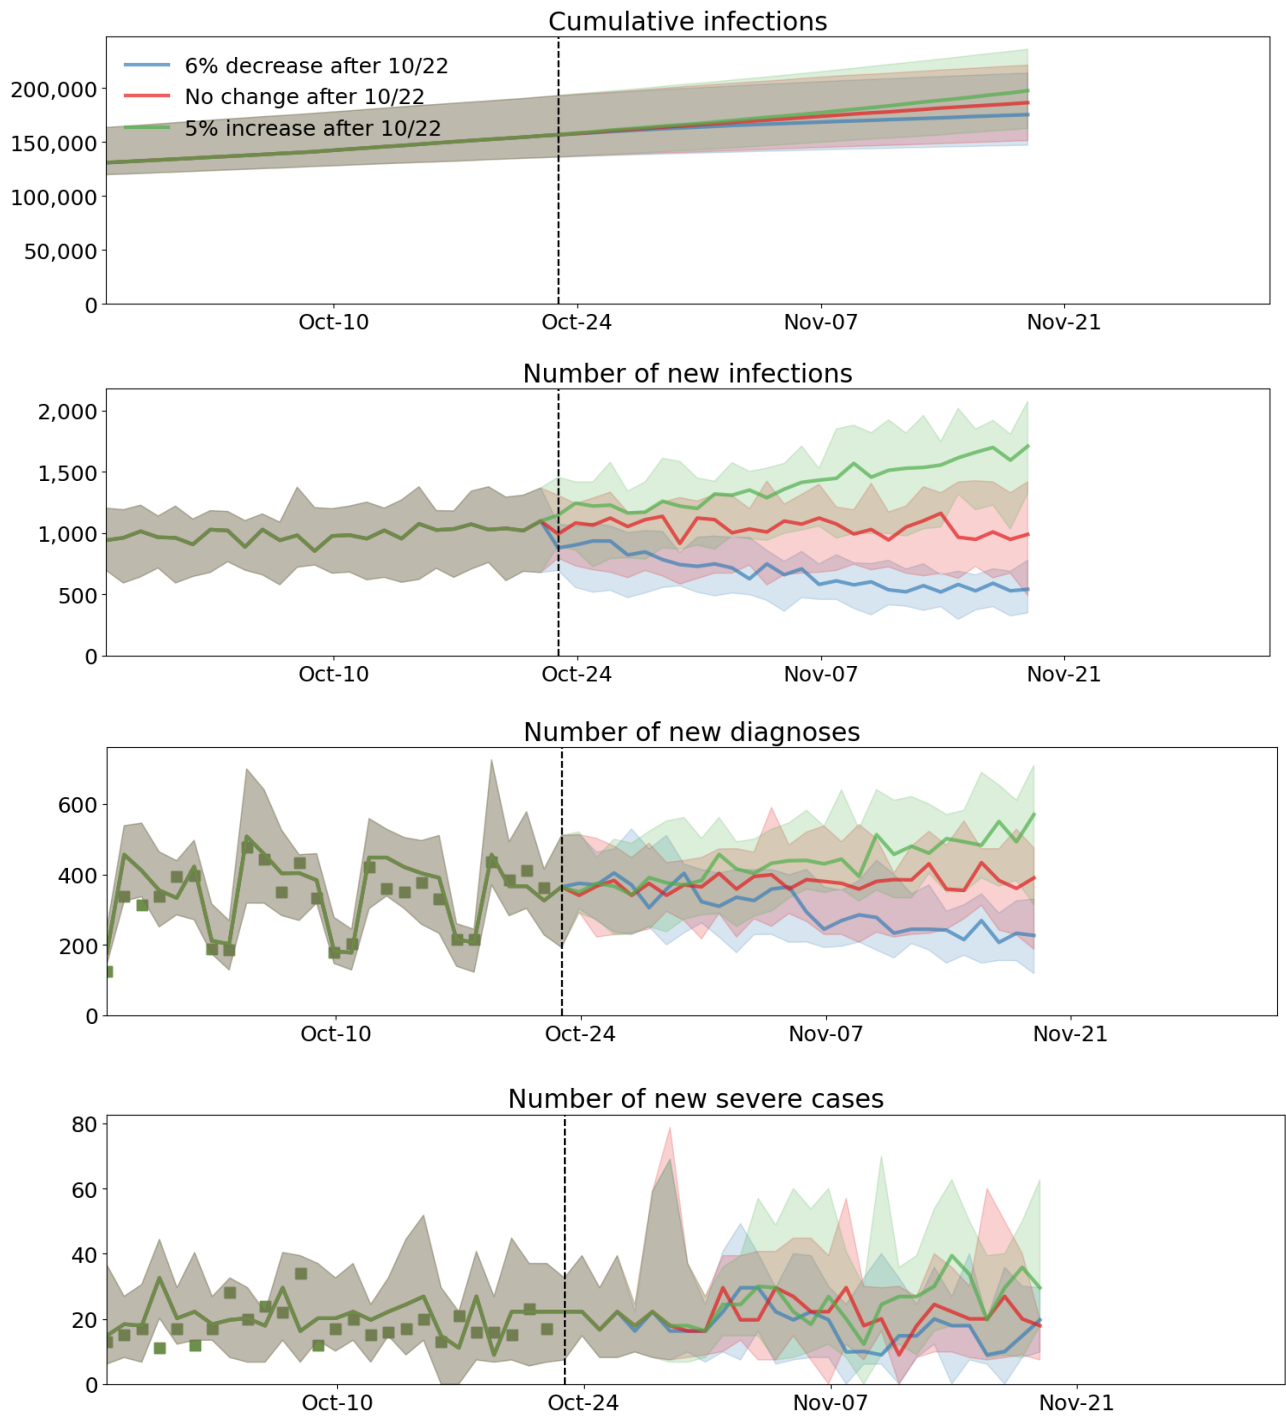 Cumulative infections
6% decrease after 10/22
No change after 10/22
5% increase after 10/22
200,000
150,000
100,000
50,000
0
Oct-10 Oct-24 Nov-07 Nov-21
Number of new infections
2,000
1,500
1,000
500
0
Oct-10 Oct-24 Nov-07 Nov-21
Number of new diagnoses
600
400
200
0
Oct-10 Oct-24 Nov-07 Nov-21
Number of new severe cases
80
60
40
20
0
Oct-10 Oct-24 Nov-07 Nov-21